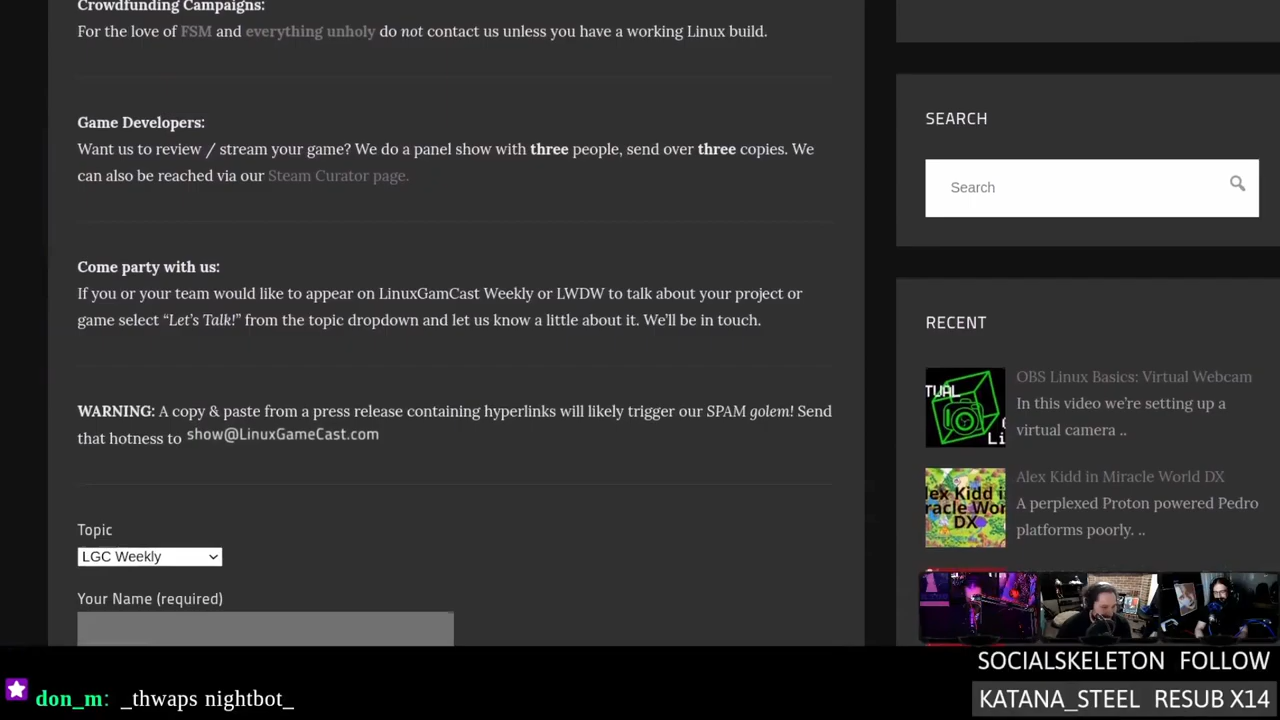 Crowdfunding Campaigns:
For the love of FSM and everything unholy do not contact us unless you have a working Linux build.
Game Developers:
Want us to review / stream your game? We do a panel show with three people, send over three copies. We
can also be reached via our Steam Curator page.
Come party with us:
If you or your team would like to appear on LinuxGamCast Weekly or LWDW to talk about your project or
game select “Let’s Talk!” from the topic dropdown and let us know a little about it. We’ll be in touch.
WARNING: A copy & paste from a press release containing hyperlinks will likely trigger our SPAM golem! Send
that hotness to show@LinuxGameCast.com
Topic
LGC Weekly
Your Name (required)
SEARCH
Search
RECENT
TUAL
Li
OBS Linux Basics: Virtual Webcam
In this video we’re setting up a
virtual camera ..
lex Kidd in
racle Wor
DX
Alex Kidd in Miracle World DX
A perplexed Proton powered Pedro
platforms poorly. ..
SOCIALSKELETON FOLLOW
KATANA_STEEL RESUB X14
don_m: _thwaps nightbot_